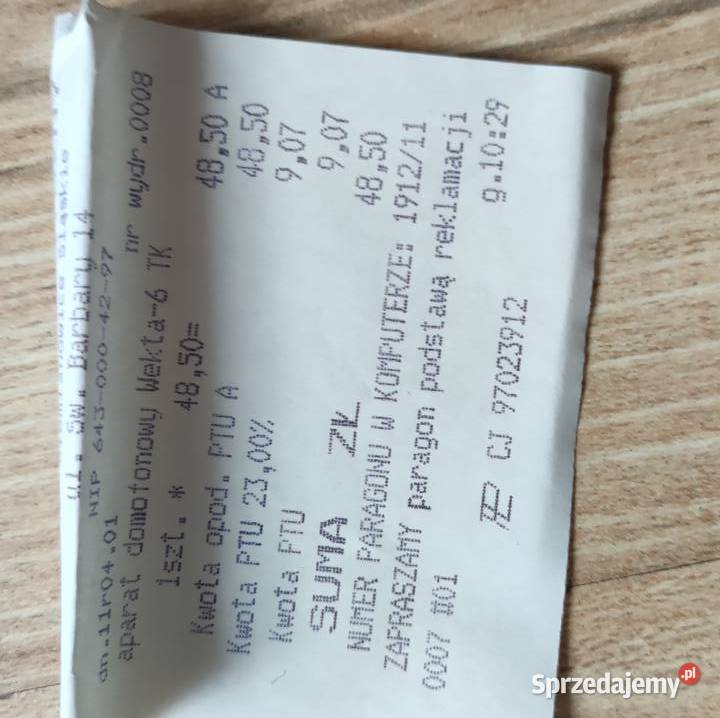 ul. Św. Barbary 14
NIP 643-000-42-97
dn.11r04.01 nr wydr.0008
aparat domofonowy Wekta-6 TK
1szt. * 48,50= 48,50 A
Kwota opod. PTU A 48,50
Kwota PTU 23,00% 9,07
Kwota PTU 9,07
SUMA ZŁ 48,50
NUMER PARAGONU W KOMPUTERZE: 1912/11
ZAPRASZAMY paragon podstawą reklamacji
0007 #01 g.10:29
CJ 97023912
Sprzedajemy.pl